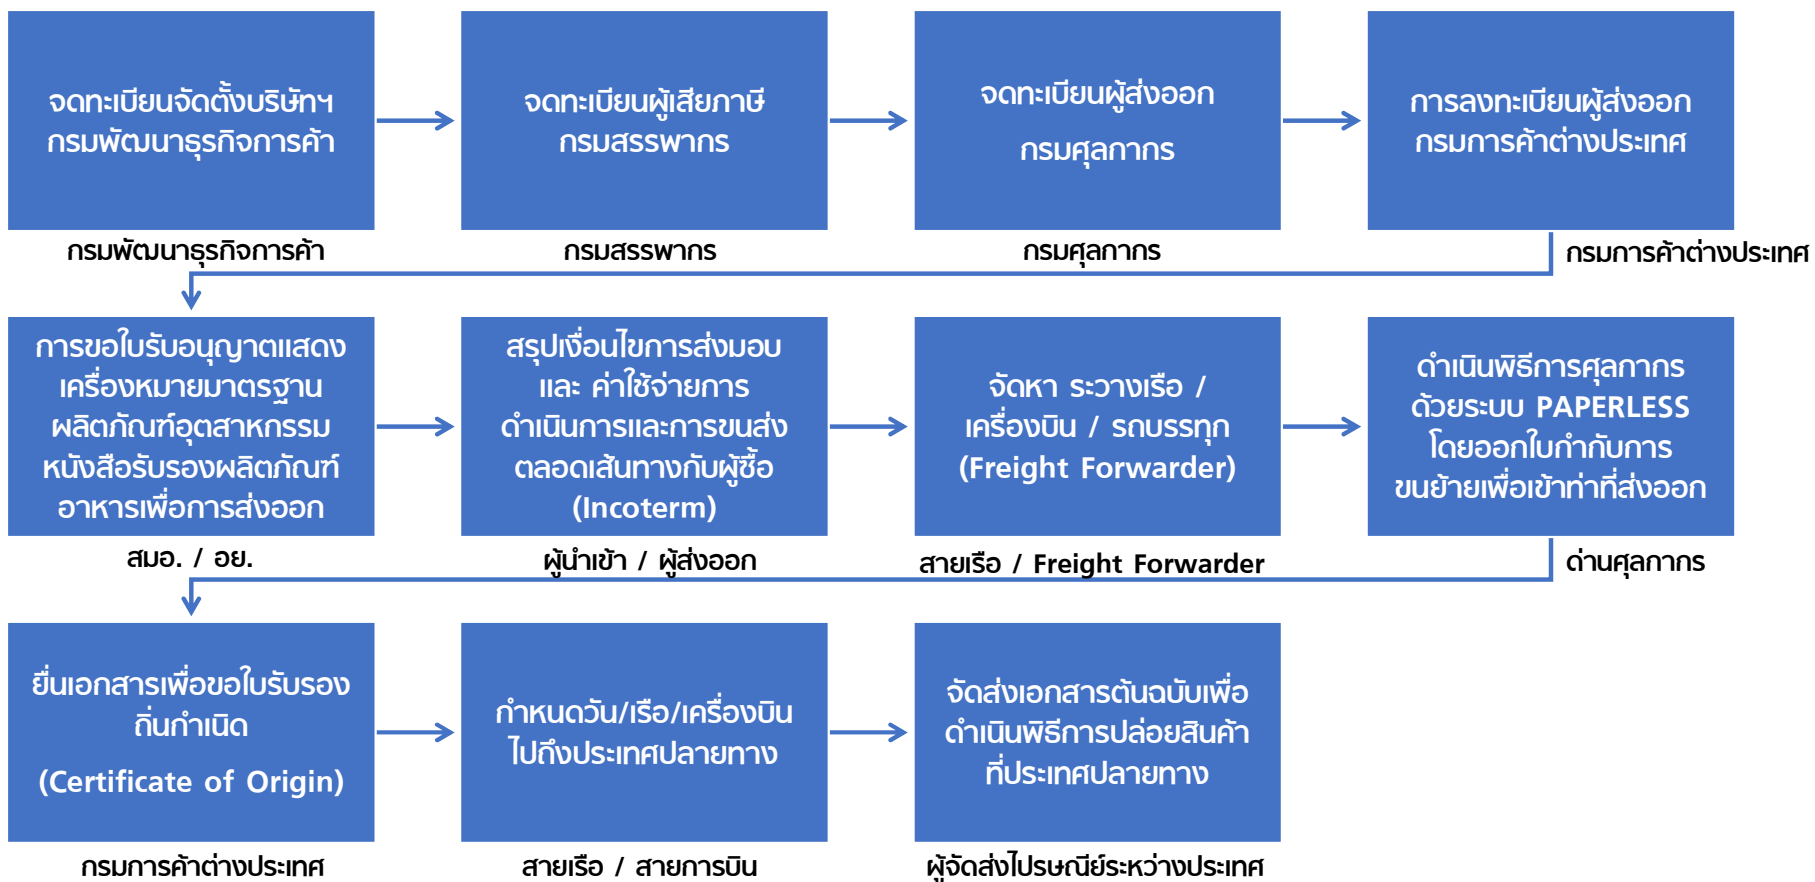 จดทะเบียนจัดตั้งบริษัทฯ
กรมพัฒนาธุรกิจการค้า
กรมพัฒนาธุรกิจการค้า
จดทะเบียนผู้เสียภาษี
กรมสรรพากร
กรมสรรพากร
จดทะเบียนผู้ส่งออก
กรมศุลกากร
กรมศุลกากร
การลงทะเบียนผู้ส่งออก
กรมการค้าต่างประเทศ
กรมการค้าต่างประเทศ
การขอใบรับอนุญาตแสดง
เครื่องหมายมาตรฐาน
ผลิตภัณฑ์อุตสาหกรรม
หนังสือรับรองผลิตภัณฑ์
อาหารเพื่อการส่งออก
สมอ. / อย.
สรุปเงื่อนไขการส่งมอบ
และ ค่าใช้จ่ายการ
ดำเนินการและการขนส่ง
ตลอดเส้นทางกับผู้ซื้อ
(Incoterm)
ผู้นำเข้า / ผู้ส่งออก
จัดหา ระวางเรือ /
เครื่องบิน / รถบรรทุก
(Freight Forwarder)
สายเรือ / Freight Forwarder
ดำเนินพิธีการศุลกากร
ด้วยระบบ PAPERLESS
โดยออกใบกำกับการ
ขนย้ายเพื่อเข้าท่าที่ส่งออก
ด่านศุลกากร
ยื่นเอกสารเพื่อขอใบรับรอง
ถิ่นกำเนิด
(Certificate of Origin)
กรมการค้าต่างประเทศ
กำหนดวัน/เรือ/เครื่องบิน
ไปถึงประเทศปลายทาง
สายเรือ / สายการบิน
จัดส่งเอกสารต้นฉบับเพื่อ
ดำเนินพิธีการปล่อยสินค้า
ที่ประเทศปลายทาง
ผู้จัดส่งไปรษณีย์ระหว่างประเทศ